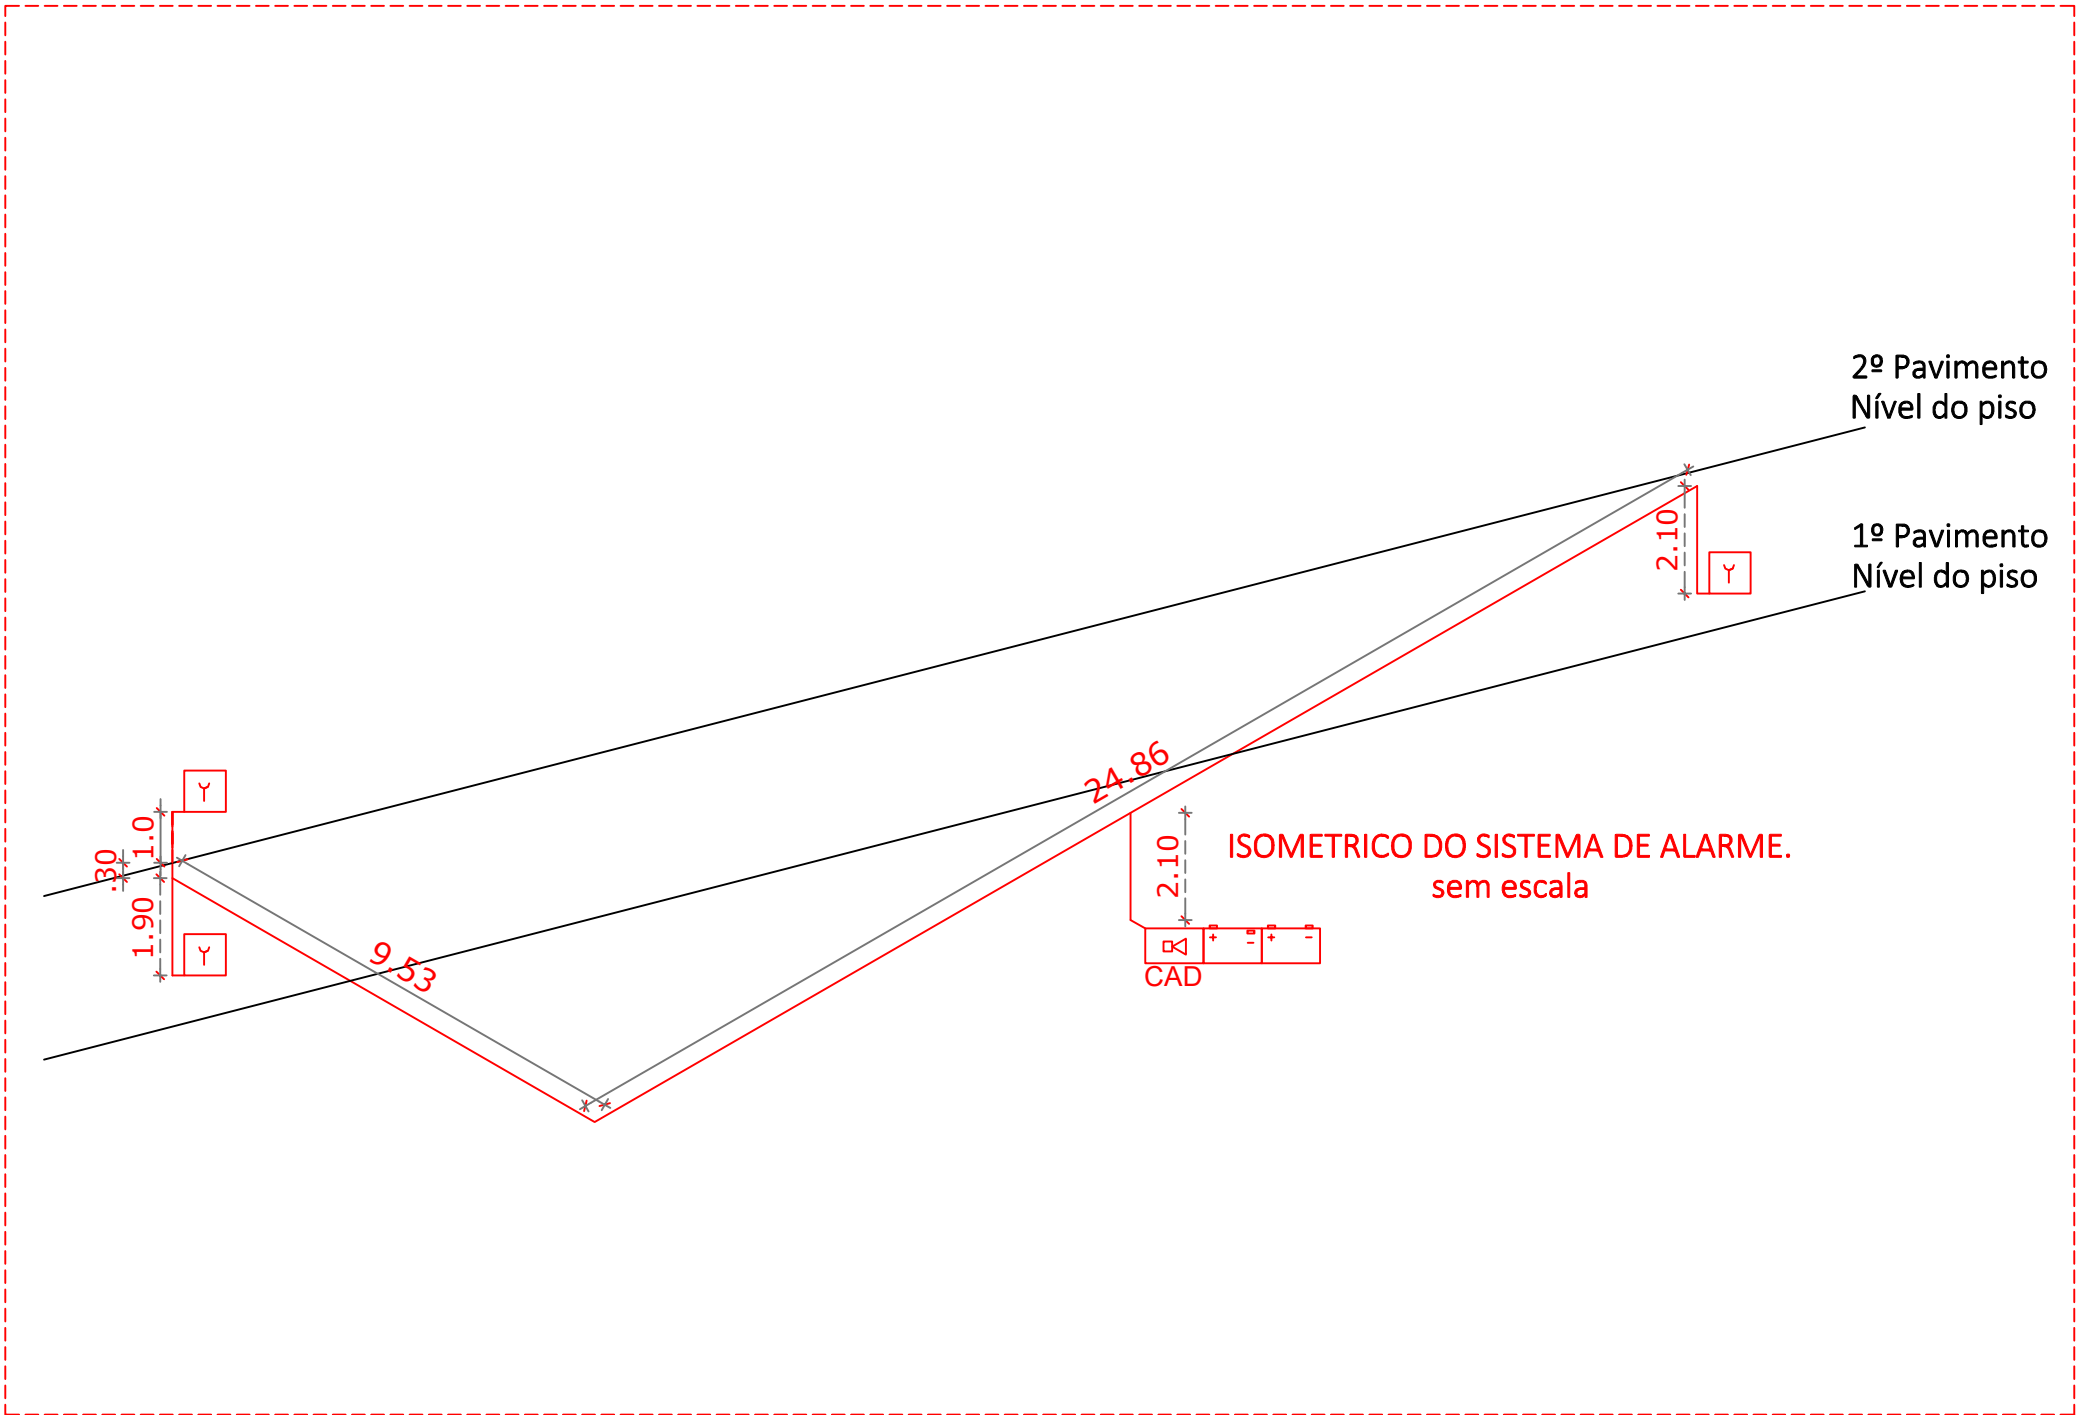 2º Pavimento
Nível do piso
1º Pavimento
Nível do piso
2.10
24.86
1.0
.30
1.90
9.53
2.10
ISOMETRICO DO SISTEMA DE ALARME.
sem escala
CAD